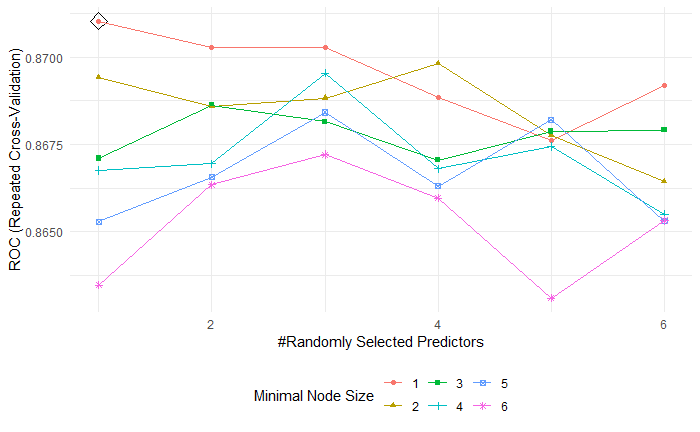 ROC (Repeated Cross-Validation)
0.8700
0.8675
0.8650
2 4 6
#Randomly Selected Predictors
Minimal Node Size
1 3 5
2 4 6